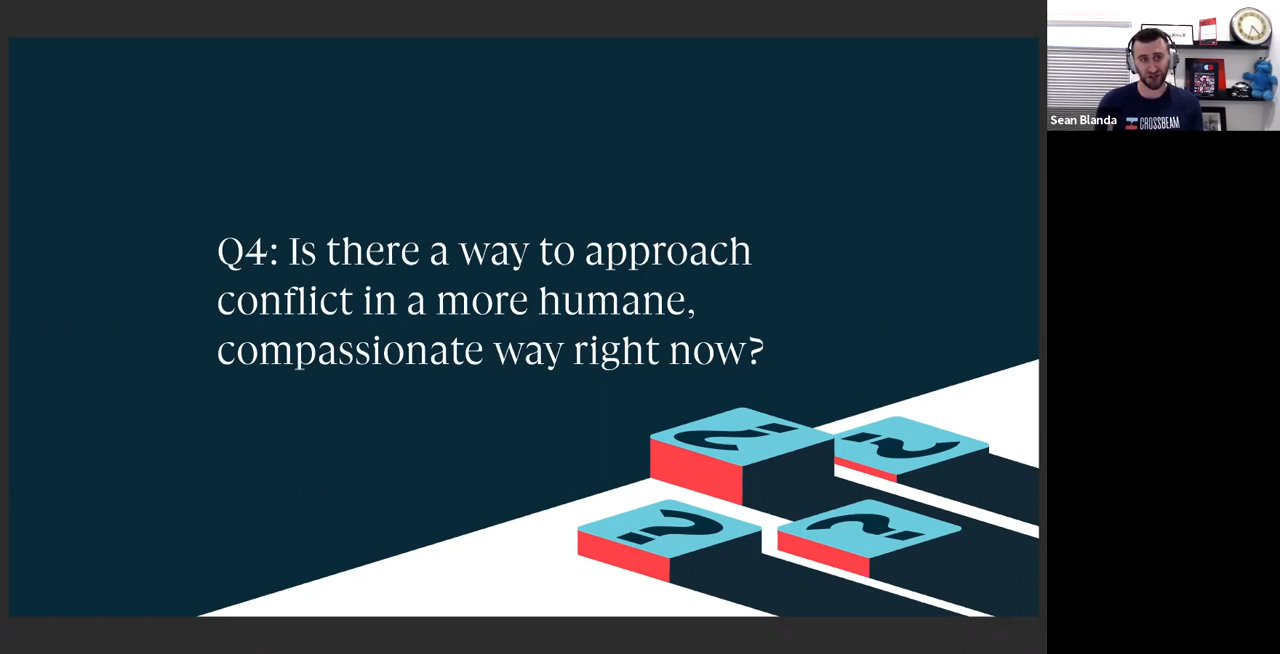 Q4: Is there a way to approach
conflict in a more humane,
compassionate way right now?
?
?
?
?
Sean Blanda
CROSSBEAM